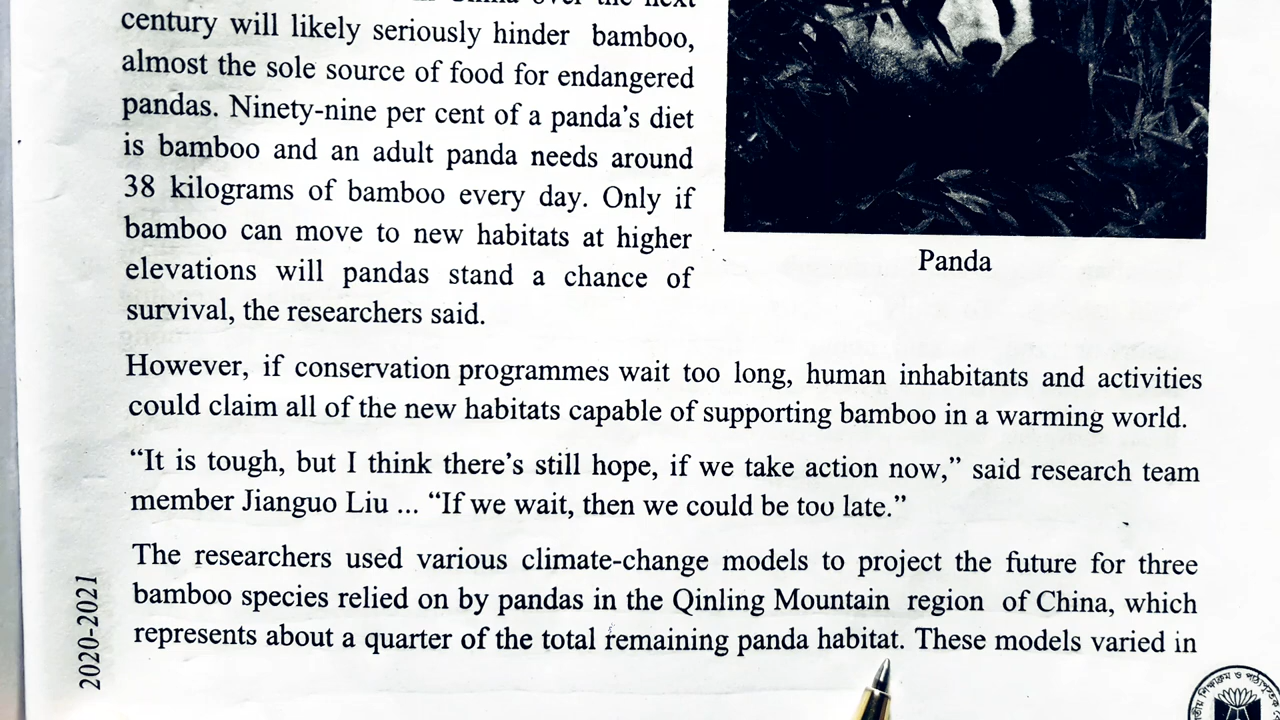 over the next
century will likely seriously hinder bamboo,
almost the sole source of food for endangered
pandas. Ninety-nine per cent of a panda's diet
is bamboo and an adult panda needs around
38 kilograms of bamboo every day. Only if
bamboo can move to new habitats at higher
elevations will pandas stand a chance of
survival, the researchers said.
Panda
However, if conservation programmes wait too long, human inhabitants and activities
could claim all of the new habitats capable of supporting bamboo in a warming world.
“It is tough, but I think there's still hope, if we take action now,” said research team
member Jianguo Liu ... “If we wait, then we could be too late.”
The researchers used various climate-change models to project the future for three
bamboo species relied on by pandas in the Qinling Mountain region of China, which
represents about a quarter of the total remaining panda habitat. These models varied in
2020-2021